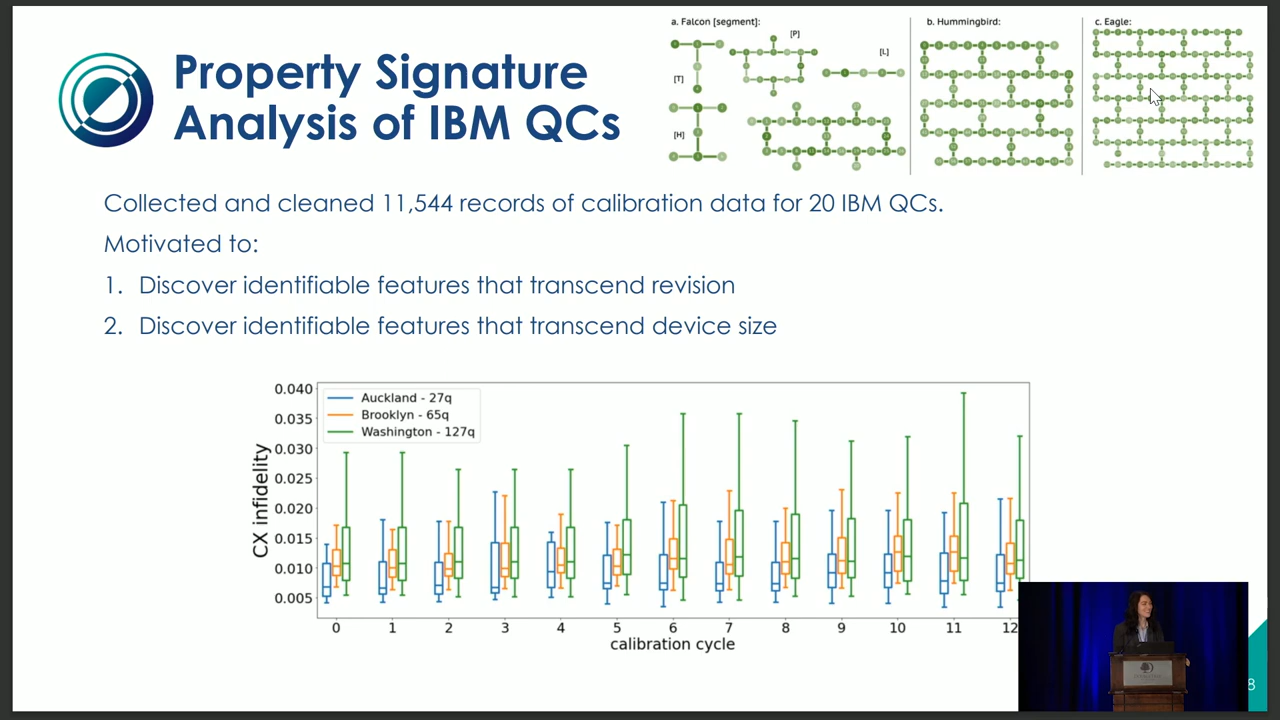 a. Falcon [segment]:
b. Hummingbird:
c. Eagle:
[P]
[L]
[T]
[H]
Property Signature
Analysis of IBM QCs
Collected and cleaned 11,544 records of calibration data for 20 IBM QCs.
Motivated to:
1. Discover identifiable features that transcend revision
2. Discover identifiable features that transcend device size
0.040
0.035
0.030
0.025
0.020
0.015
0.010
0.005
CX infidelity
Auckland - 27q
Brooklyn - 65q
Washington - 127q
0 1 2 3 4 5 6 7 8 9 10 11 12
calibration cycle
8